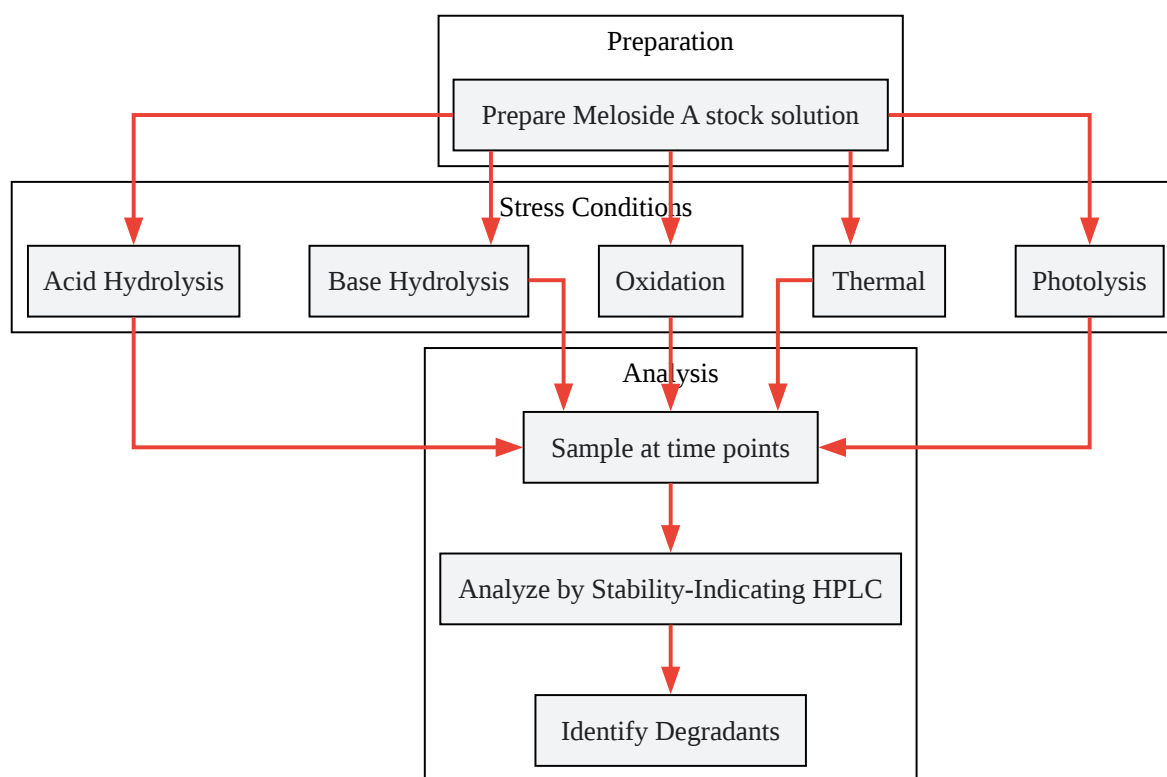 Preparation
Prepare Meloside A stock solution
Stress Conditions
Acid Hydrolysis
Base Hydrolysis
Oxidation
Thermal
Photolysis
Analysis
Sample at time points
Analyze by Stability-Indicating HPLC
Identify Degradants